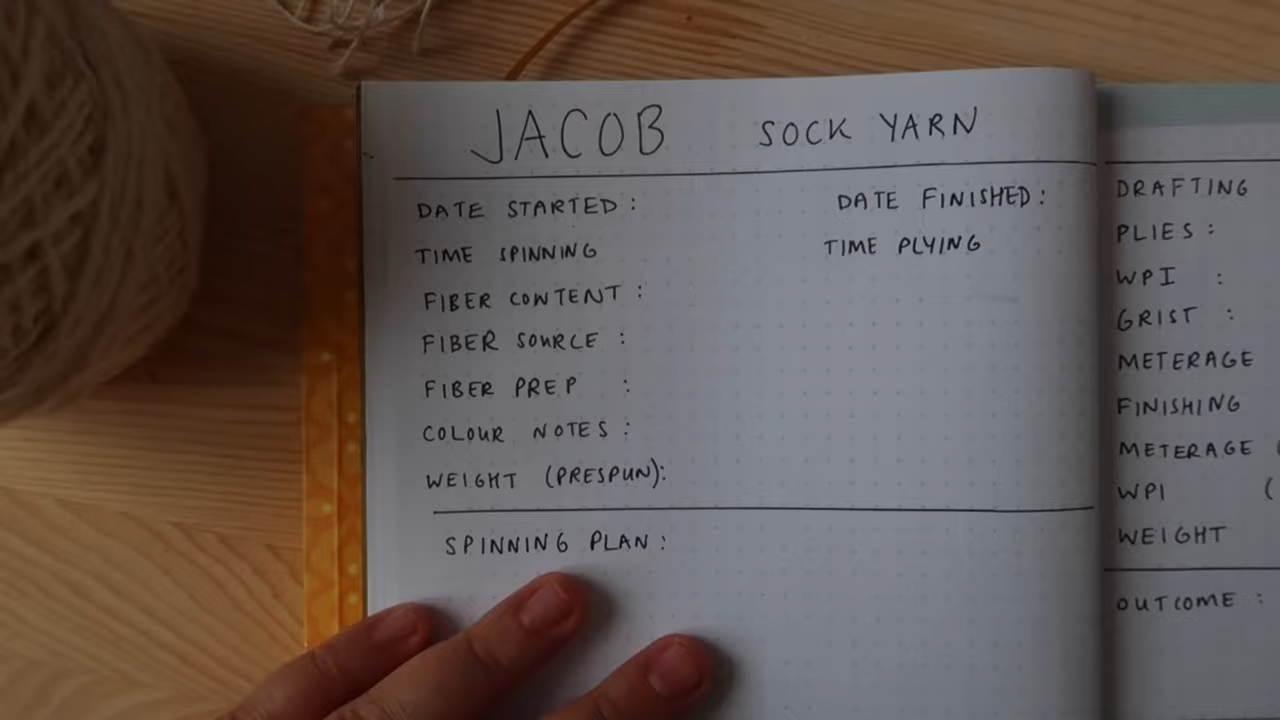 JACOB SOCK YARN
DATE STARTED: DATE FINISHED:
TIME SPINNING TIME PLYING
FIBER CONTENT:
FIBER SOURCE:
FIBER PREP :
COLOUR NOTES:
WEIGHT (PRESPUN):
SPINNING PLAN:
DRAFTING
PLIES:
WPI :
GRIST :
METERAGE
FINISHING
METERAGE (
WPI (
WEIGHT
OUTCOME :